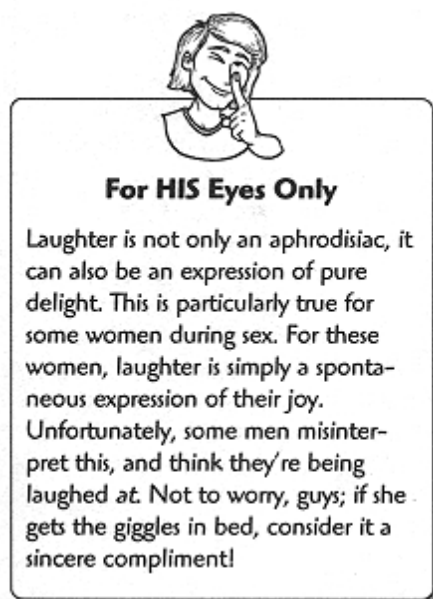 For HIS Eyes Only
Laughter is not only an aphrodisiac, it
can also be an expression of pure
delight. This is particularly true for
some women during sex. For these
women, laughter is simply a sponta-
neous expression of their joy.
Unfortunately, some men misinter-
pret this, and think they're being
laughed at. Not to worry, guys; if she
gets the giggles in bed, consider it a
sincere compliment!